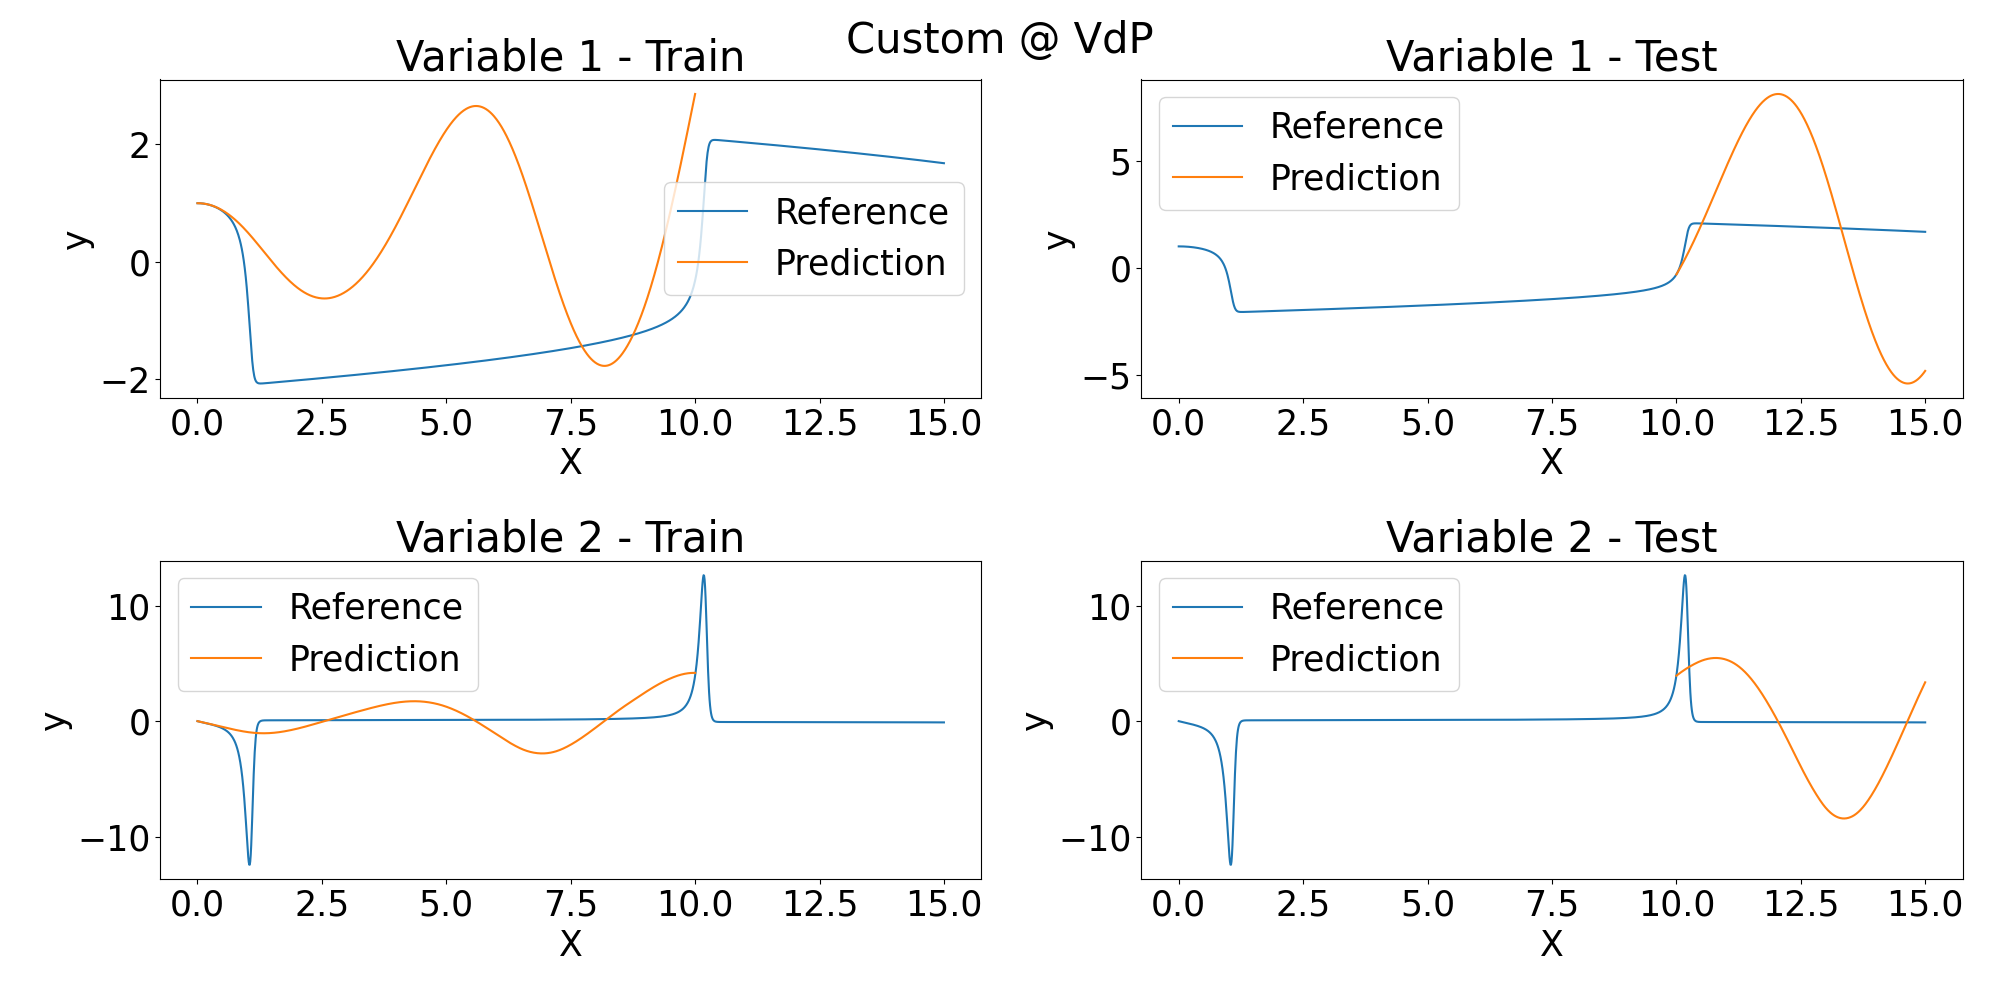 Custom @ VdP
Variable 1 - Train
y
2
0
−2
Reference
Prediction
0.0 2.5 5.0 7.5 10.0 12.5 15.0
X
Variable 1 - Test
y
5
0
−5
Reference
Prediction
0.0 2.5 5.0 7.5 10.0 12.5 15.0
X
Variable 2 - Train
y
10
0
−10
Reference
Prediction
0.0 2.5 5.0 7.5 10.0 12.5 15.0
X
Variable 2 - Test
y
10
0
−10
Reference
Prediction
0.0 2.5 5.0 7.5 10.0 12.5 15.0
X